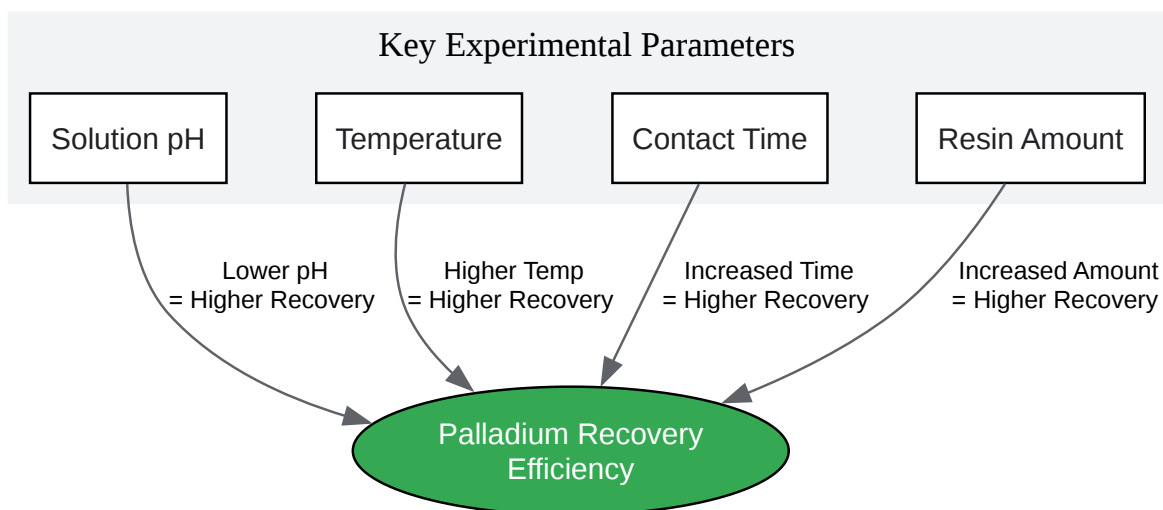 Key Experimental Parameters
Solution pH
Temperature
Contact Time
Resin Amount
Lower pH
= Higher Recovery
Higher Temp
= Higher Recovery
Increased Time
= Higher Recovery
Increased Amount
= Higher Recovery
Palladium Recovery
Efficiency